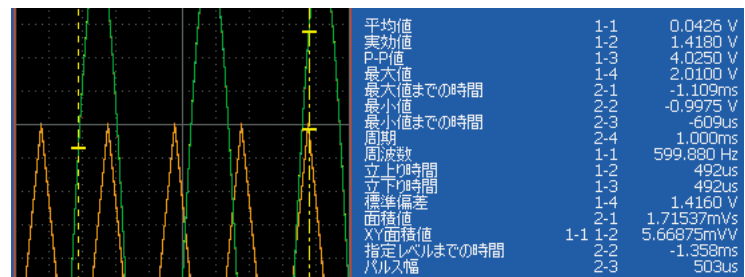 平均値 1-1 0.0426 V
実効値 1-2 1.4180 V
P-P値 1-3 4.0250 V
最大値 1-4 2.0100 V
最大値までの時間 2-1 -1.109ms
最小値 2-2 -0.9975 V
最小値までの時間 2-3 -609us
周期 2-4 1.000ms
周波数 1-1 599.880 Hz
立上り時間 1-2 492us
立下り時間 1-3 492us
標準偏差 1-4 1.4160 V
面積値 2-1 1.71537mVs
XY面積値 1-1 1-2 5.66875mVV
指定レベルまでの時間 2-2 -1.358ms
パルス幅 2-3 503us